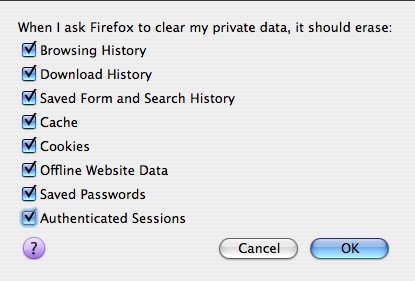 When I ask Firefox to clear my private data, it should erase:
Browsing History
Download History
Saved Form and Search History
Cache
Cookies
Offline Website Data
Saved Passwords
Authenticated Sessions
? Cancel OK